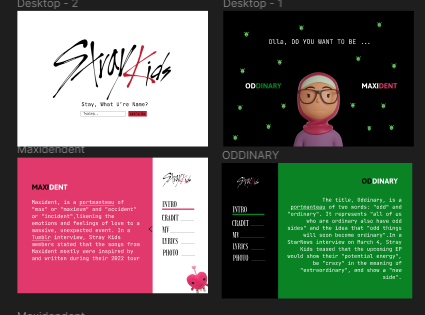 Desktop - 2
Stray Kids
Stay, What i're Name?
Desktop - 1
Olla, DO YOU WANT TO BE ...
ODDINARY
MAXIDENT
Maxidendent
MAXIDENT
Maxident, is a portmanteau of
"max" or "maximum" and "accident"
or "incident",likening the
emotions and feelings of love to a
massive, unexpected event. In a
Tumblr interview, Stray Kids
members stated that the songs from
Maxident mostly were inspired by
and written during their 2022 tour
Stray Kids
INTRO
CRADIT
MV
LYRICS
PHOTO
ODDINARY
Stray Kids
INTRO
CRADIT
MV
LYRICS
PHOTO
ODDINARY
The title, Oddinary, is a
portmanteau of two words: "odd" and
"ordinary". It represents "all of us
who are ordinary also have odd
sides" and the idea that "odd things
will soon become ordinary".In a
StarNews interview on March 4, Stray
Kids teased that the upcoming EP
would show their "potential energy",
be "crazy" in the meaning of
"extraordinary", and show a "new
side".
Maxidendent